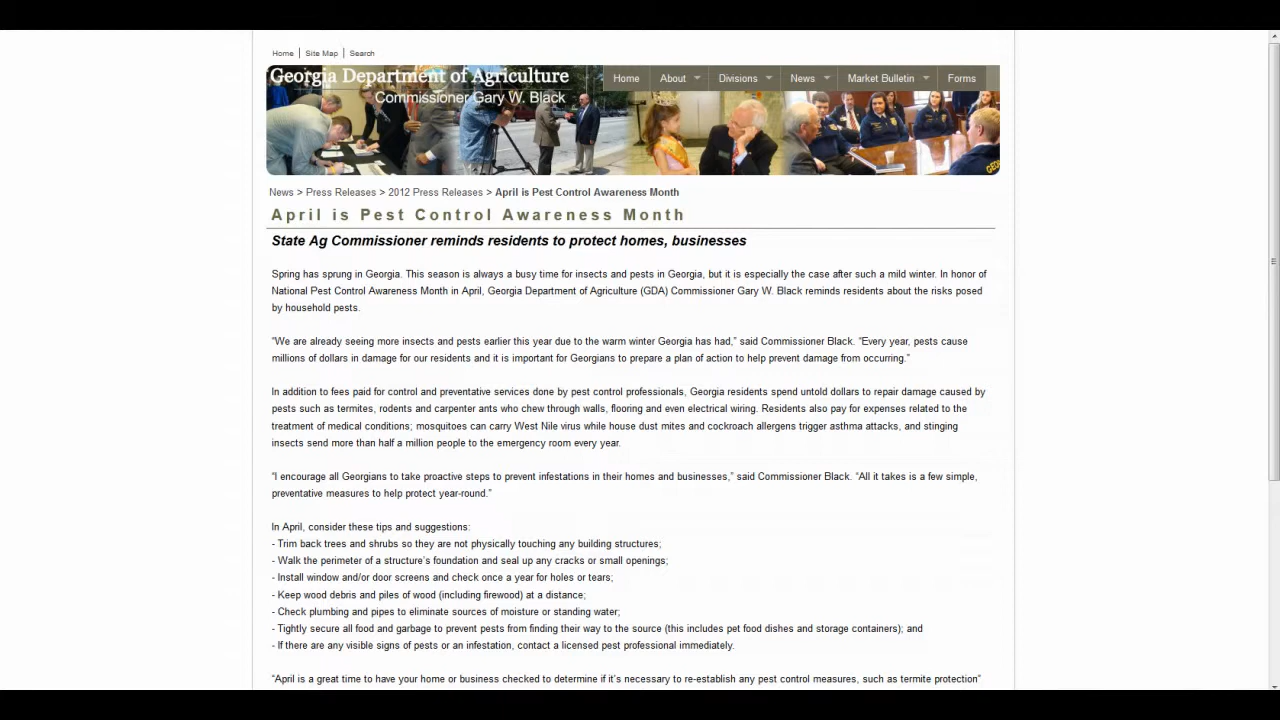 Home | Site Map | Search
Georgia Department of Agriculture
Commissioner Gary W. Black
Home About Divisions News Market Bulletin Forms
News > Press Releases > 2012 Press Releases > April is Pest Control Awareness Month
April is Pest Control Awareness Month
State Ag Commissioner reminds residents to protect homes, businesses
Spring has sprung in Georgia. This season is always a busy time for insects and pests in Georgia, but it is especially the case after such a mild winter. In honor of
National Pest Control Awareness Month in April, Georgia Department of Agriculture (GDA) Commissioner Gary W. Black reminds residents about the risks posed
by household pests.
“We are already seeing more insects and pests earlier this year due to the warm winter Georgia has had,” said Commissioner Black. “Every year, pests cause
millions of dollars in damage for our residents and it is important for Georgians to prepare a plan of action to help prevent damage from occurring.”
In addition to fees paid for control and preventative services done by pest control professionals, Georgia residents spend untold dollars to repair damage caused by
pests such as termites, rodents and carpenter ants who chew through walls, flooring and even electrical wiring. Residents also pay for expenses related to the
treatment of medical conditions; mosquitoes can carry West Nile virus while house dust mites and cockroach allergens trigger asthma attacks, and stinging
insects send more than half a million people to the emergency room every year.
“I encourage all Georgians to take proactive steps to prevent infestations in their homes and businesses,” said Commissioner Black. “All it takes is a few simple,
preventative measures to help protect year-round.”
In April, consider these tips and suggestions:
- Trim back trees and shrubs so they are not physically touching any building structures;
- Walk the perimeter of a structure’s foundation and seal up any cracks or small openings;
- Install window and/or door screens and check once a year for holes or tears;
- Keep wood debris and piles of wood (including firewood) at a distance;
- Check plumbing and pipes to eliminate sources of moisture or standing water;
- Tightly secure all food and garbage to prevent pests from finding their way to the source (this includes pet food dishes and storage containers); and
- If there are any visible signs of pests or an infestation, contact a licensed pest professional immediately.
“April is a great time to have your home or business checked to determine if it’s necessary to re-establish any pest control measures, such as termite protection”